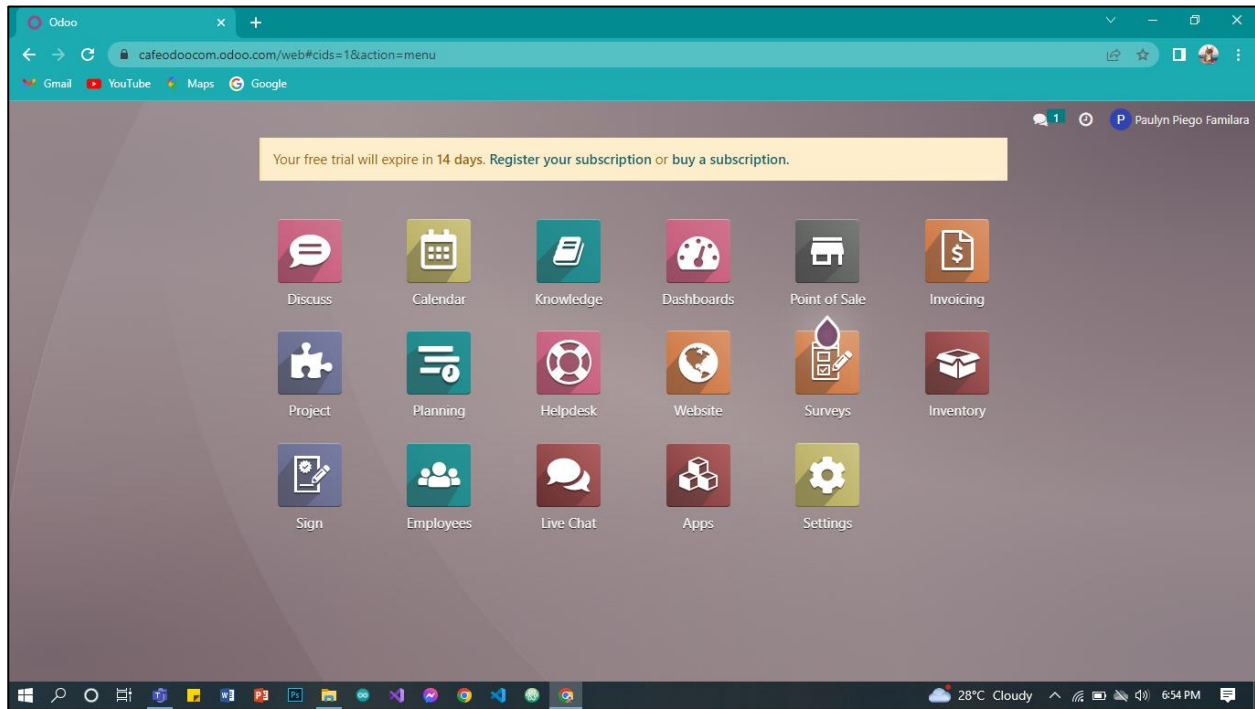 Odoo
cafeodoocom.odoo.com/web#cids=1&action=menu
Gmail YouTube Maps Google
1 P Paulyn Piego Familara
Your free trial will expire in 14 days. Register your subscription or buy a subscription.
Discuss Calendar Knowledge Dashboards Point of Sale Invoicing
Project Planning Helpdesk Website Surveys Inventory
Sign Employees Live Chat Apps Settings
28°C Cloudy 6:54 PM